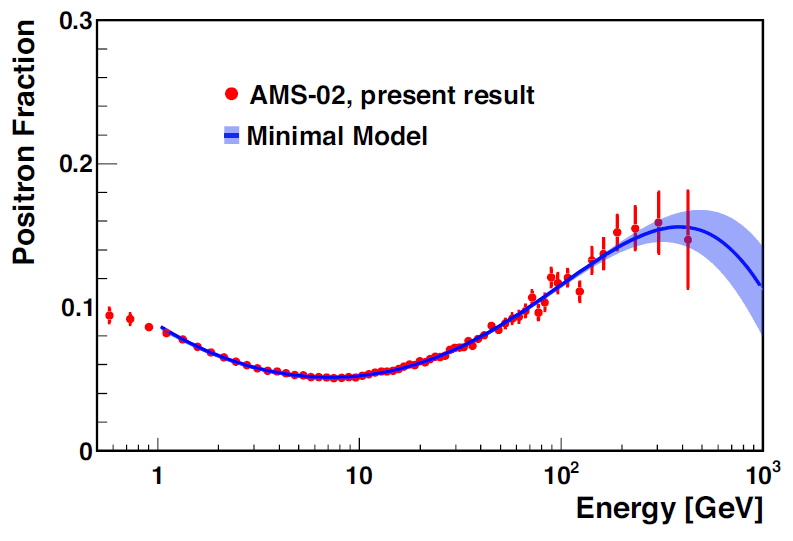 0.3
AMS-02, present result
Minimal Model
0.2
Positron Fraction
0.1
0
1
10
10²
10³
Energy [GeV]